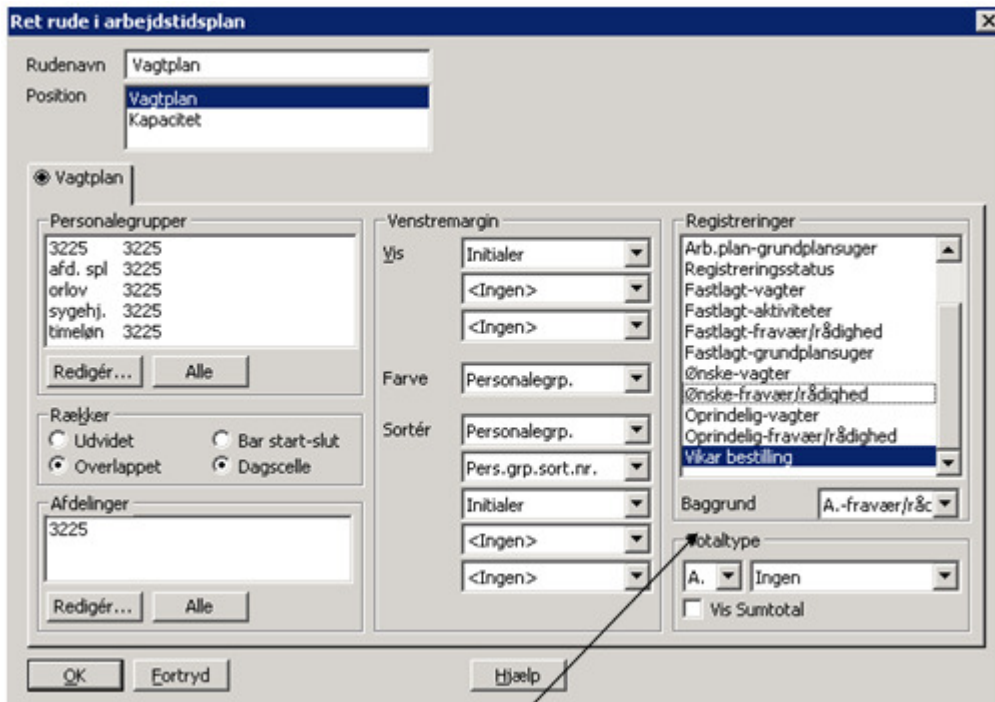 Ret rude i arbejdstidsplan
Rudenavn Vagtplan
Position Vagtplan
Kapacitet
Vagtplan
Personalegrupper
3225 3225
afd. spl 3225
orlov 3225
sygehj. 3225
timeløn 3225
Redigér... Alle
Rækker
Udvidet Bar start-slut
Overlappet Dagscelle
Afdelinger
3225
Redigér... Alle
Venstremargin
Vis Initialer
<Ingen>
<Ingen>
Farve Personalegrp.
Sortér Personalegrp.
Pers.grp.sort.nr.
Initialer
<Ingen>
<Ingen>
Registreringer
Arb.plan-grundplansuger
Registreringsstatus
Fastlagt-vagter
Fastlagt-aktiviteter
Fastlagt-fravær/rådighed
Fastlagt-grundplansuger
Ønske-vagter
Ønske-fravær/rådighed
Oprindelig-vagter
Oprindelig-fravær/rådighed
Vikar bestilling
Baggrund A.-fravær/råc
Totaltype
A. Ingen
Vis Sumtotal
OK Fortryd Hjælp